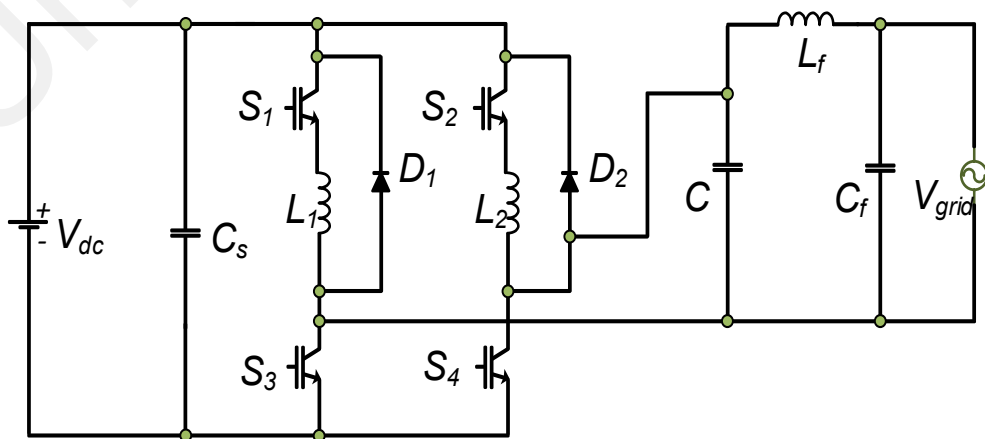 S1
S2
S3
S4
L1
L2
D1
D2
+
-
Vdc
Cs
C
Lf
Cf
Vgrid